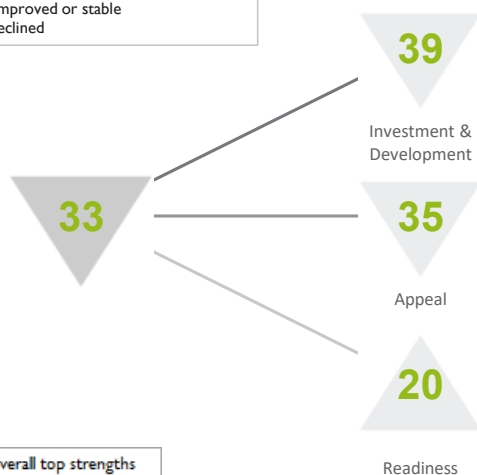 mproved or stable
eclined
39
Investment &
Development
33
35
Appeal
20
Readiness
verall top strengths